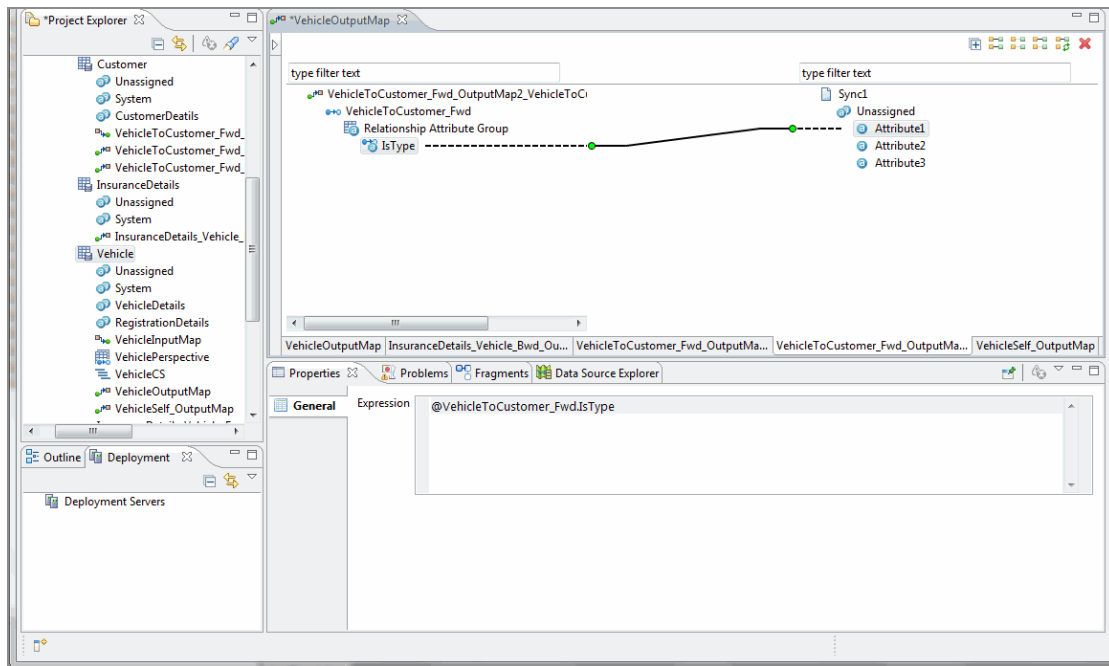 *Project Explorer
Customer
Unassigned
System
CustomerDeatils
VehicleToCustomer_Fwd_
VehicleToCustomer_Fwd_
VehicleToCustomer_Fwd_
InsuranceDetails
Unassigned
System
InsuranceDetails_Vehicle_
Vehicle
Unassigned
System
VehicleDetails
RegistrationDetails
VehicleInputMap
VehiclePerspective
VehicleCS
VehicleOutputMap
VehicleSelf_OutputMap
Outline Deployment
Deployment Servers
*VehicleOutputMap
type filter text type filter text
VehicleToCustomer_Fwd_OutputMap2_VehicleToCu Sync1
VehicleToCustomer_Fwd Unassigned
Relationship Attribute Group Attribute1
IsType Attribute2
Attribute3
VehicleOutputMap InsuranceDetails_Vehicle_Bwd_Ou... VehicleToCustomer_Fwd_OutputMa... VehicleToCustomer_Fwd_OutputMa... VehicleSelf_OutputMap
Properties Problems Fragments Data Source Explorer
General Expression @VehicleToCustomer_Fwd.IsType